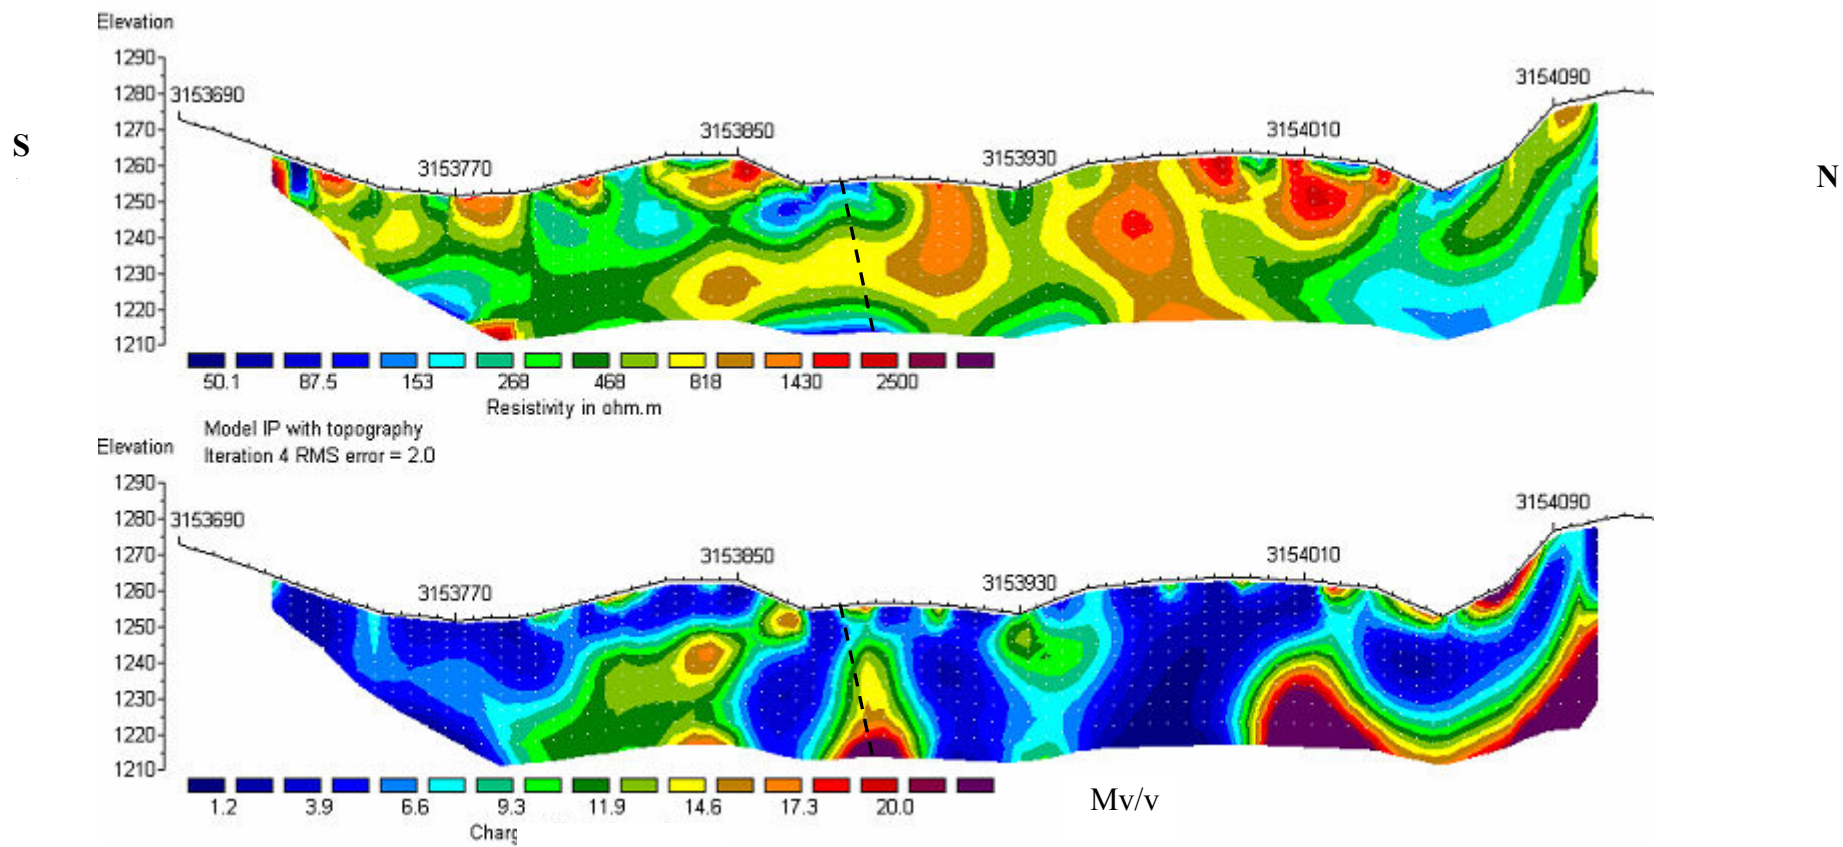 Elevation
1290
1280
1270
1260
1250
1240
1230
1220
1210
3153690
3153770
3153850
3153930
3154010
3154090
S
N
50.1 87.5 153 268 468 818 1430 2500
Resistivity in ohm.m
Model IP with topography
Iteration 4 RMS error = 2.0
Elevation
1290
1280
1270
1260
1250
1240
1230
1220
1210
3153690
3153770
3153850
3153930
3154010
3154090
1.2 3.9 6.6 9.3 11.9 14.6 17.3 20.0
Mv/v
Charg